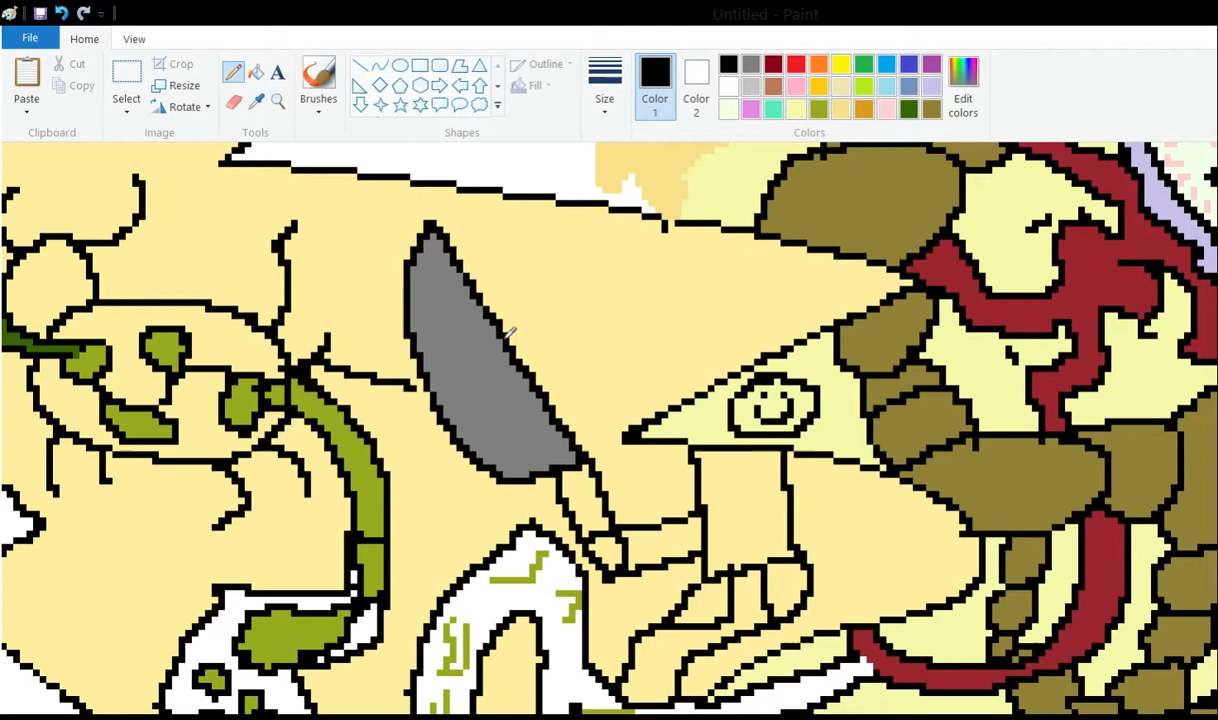 Untitled - Paint
File Home View
Paste Cut Copy Select Crop Resize Rotate A Brushes Outline Fill Size Color 1 Color 2 Edit colors
Clipboard Image Tools Shapes Colors